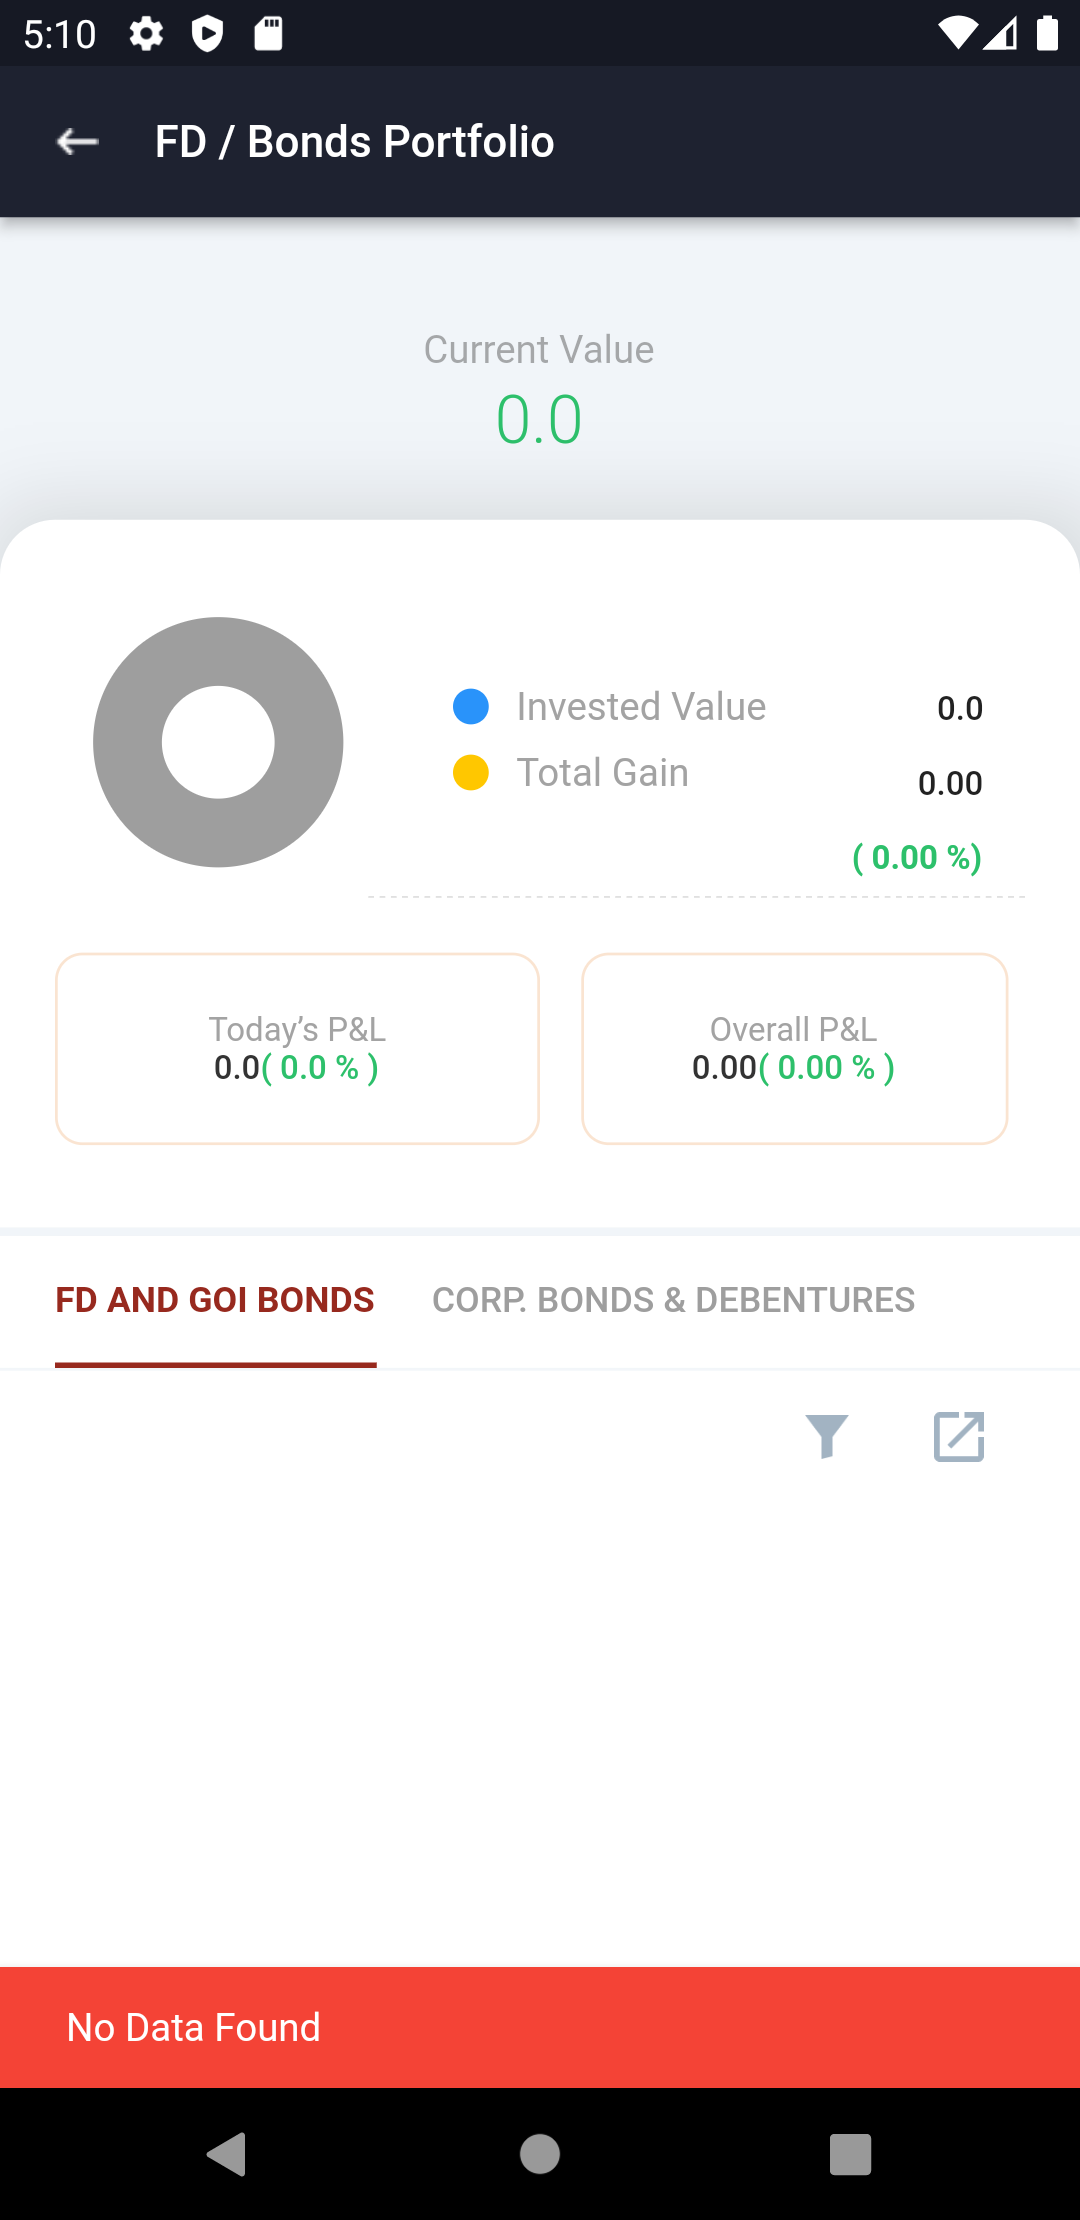 5:10
FD / Bonds Portfolio
Current Value
0.0
Invested Value 0.0
Total Gain 0.00
( 0.00 %)
Today’s P&L
0.0( 0.0 % )
Overall P&L
0.00( 0.00 % )
FD AND GOI BONDS CORP. BONDS & DEBENTURES
No Data Found